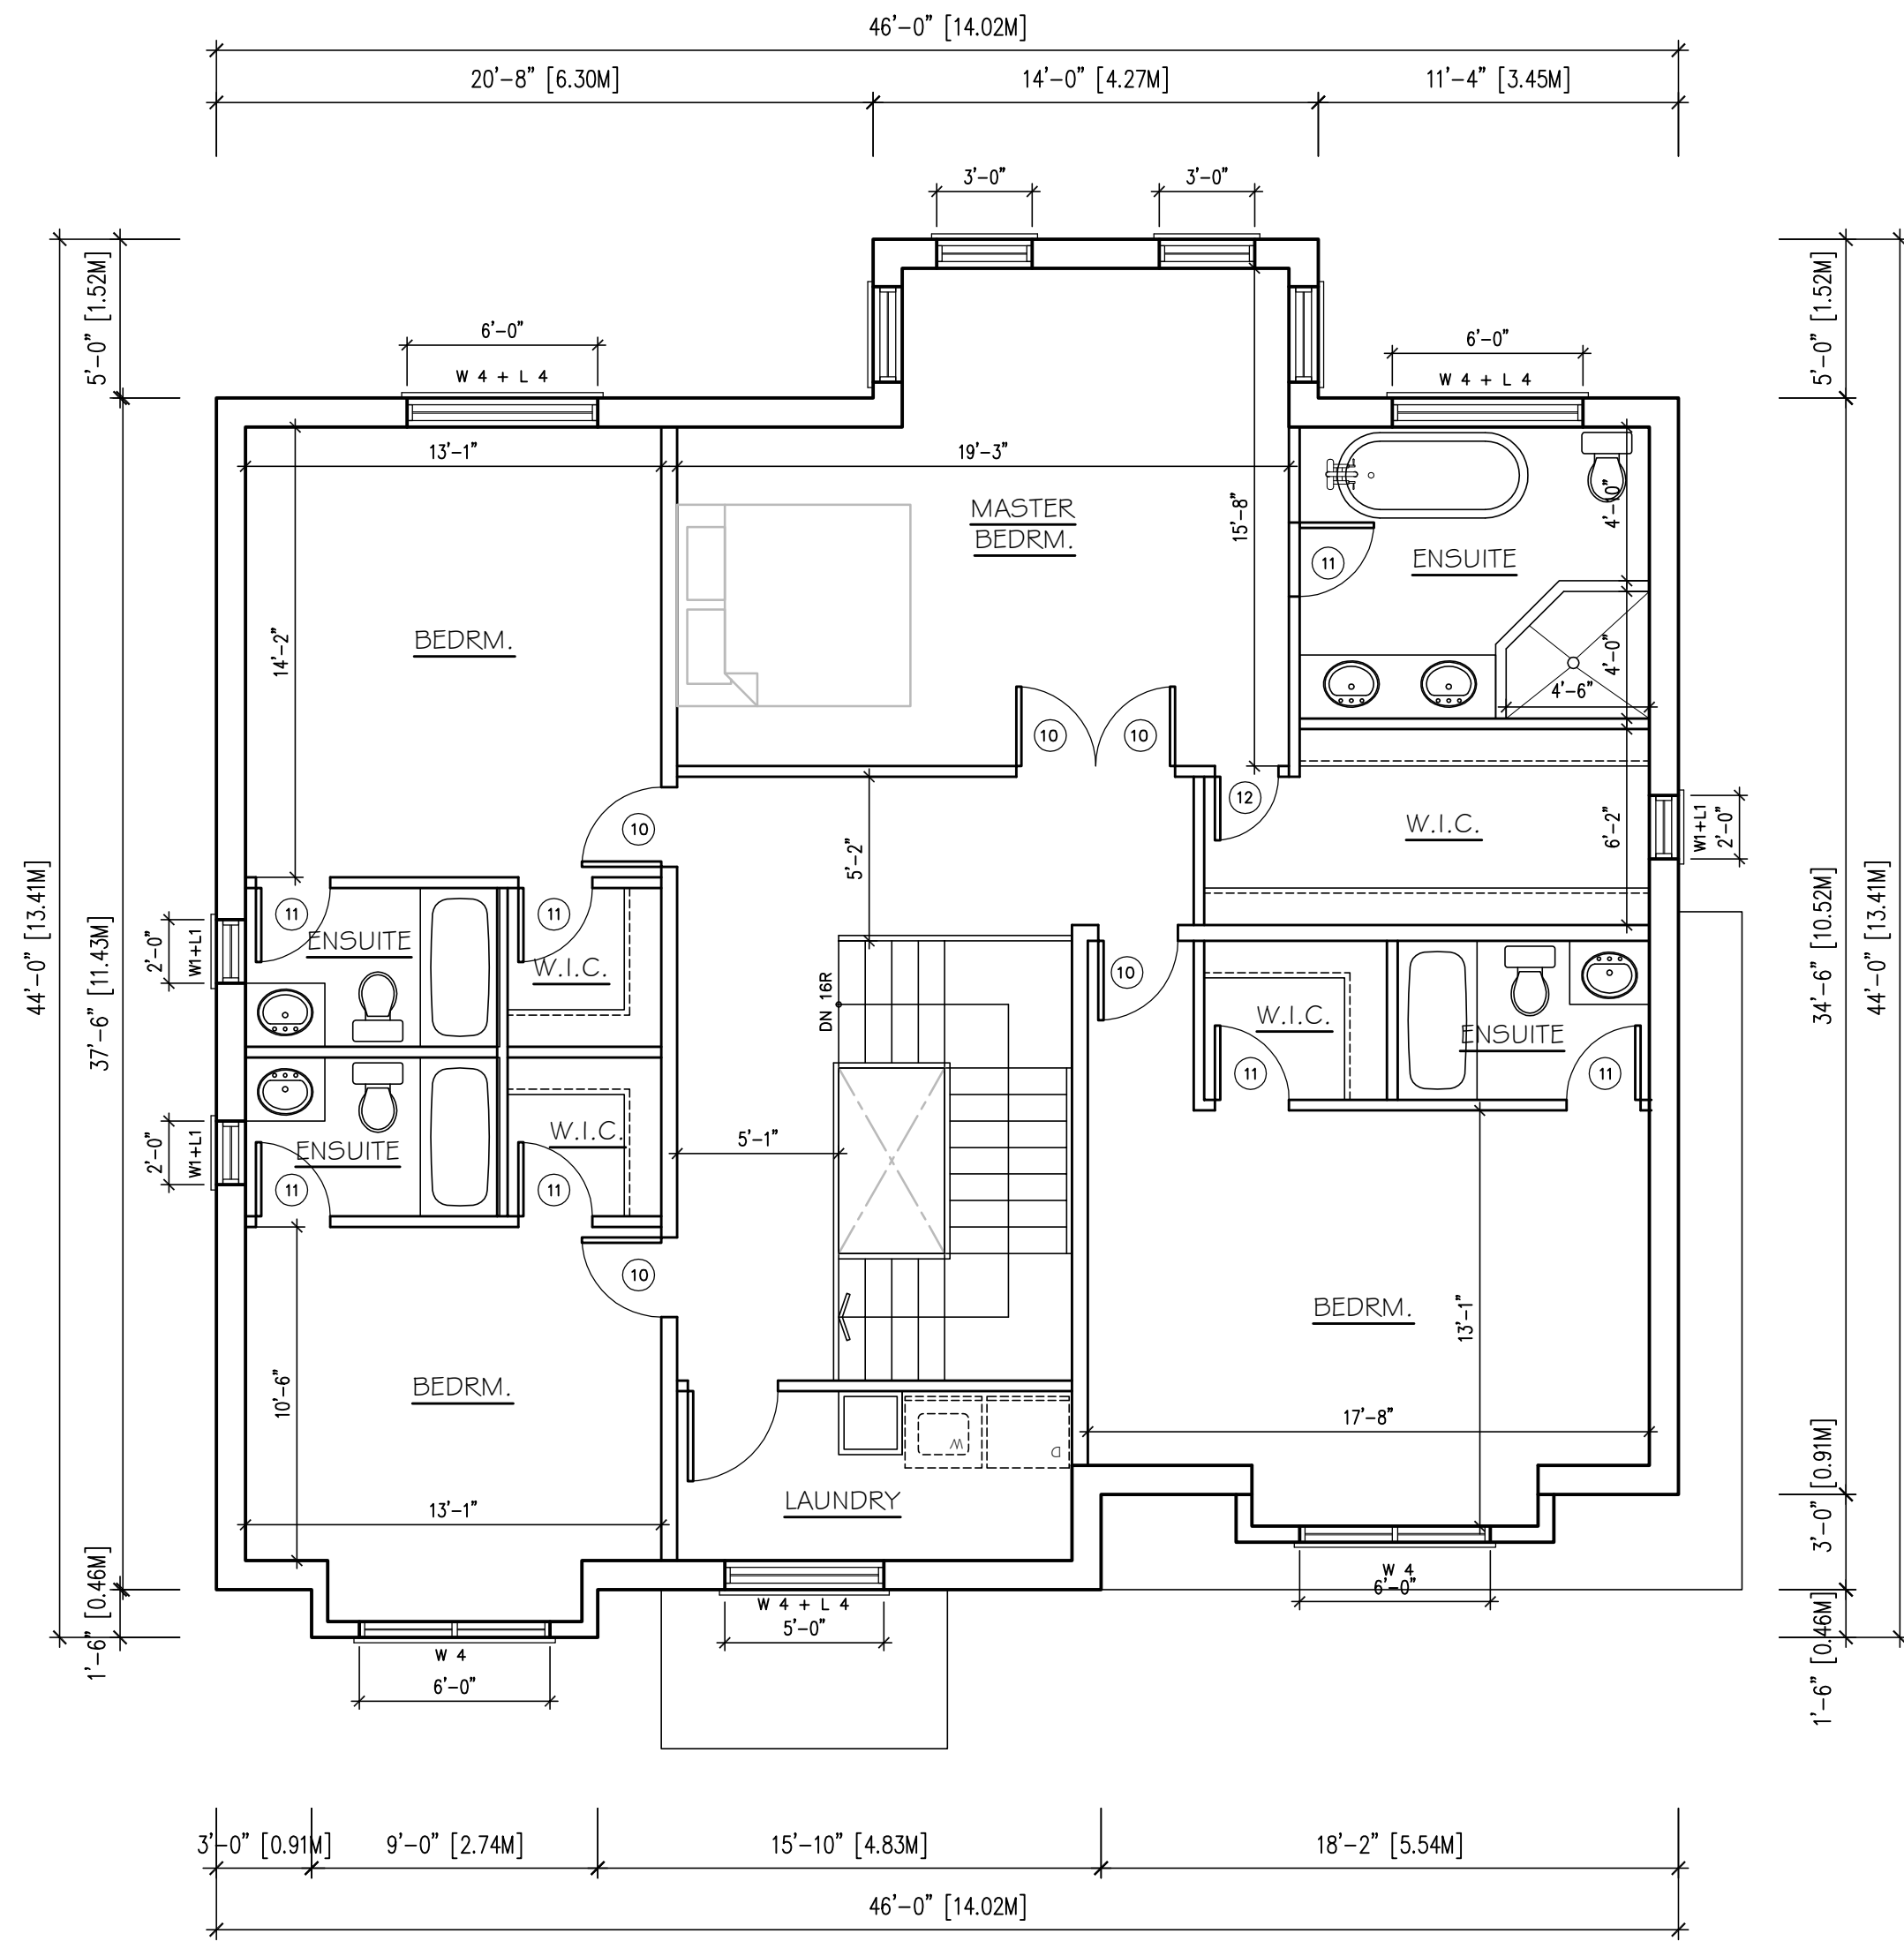 46'-0" [14.02M]
20'-8" [6.30M]
14'-0" [4.27M]
11'-4" [3.45M]
3'-0"
3'-0"
5'-0" [1.52M]
5'-0" [1.52M]
6'-0"
W 4 + L 4
6'-0"
W 4 + L 4
13'-1"
19'-3"
15'-8"
4'-0"
MASTER
BEDRM.
11
ENSUITE
14'-2"
BEDRM.
4'-0"
4'-6"
10
10
12
10
5'-2"
W.I.C.
6'-2"
W1+L1
2'-0"
44'-0" [13.41M]
37'-6" [11.43M]
34'-6" [10.52M]
44'-0" [13.41M]
2'-0"
W1+L1
11
ENSUITE
11
W.I.C.
DN 16R
10
W.I.C.
ENSUITE
11
11
2'-0"
W1+L1
ENSUITE
11
W.I.C.
11
5'-1"
10
BEDRM.
13'-1"
10'-6"
BEDRM.
17'-8"
W
D
LAUNDRY
13'-1"
3'-0" [0.91M]
1'-6" [0.46M]
1'-6" [0.46M]
W 4
6'-0"
W 4 + L 4
5'-0"
W 4
6'-0"
3'-0" [0.91M]
9'-0" [2.74M]
15'-10" [4.83M]
18'-2" [5.54M]
46'-0" [14.02M]